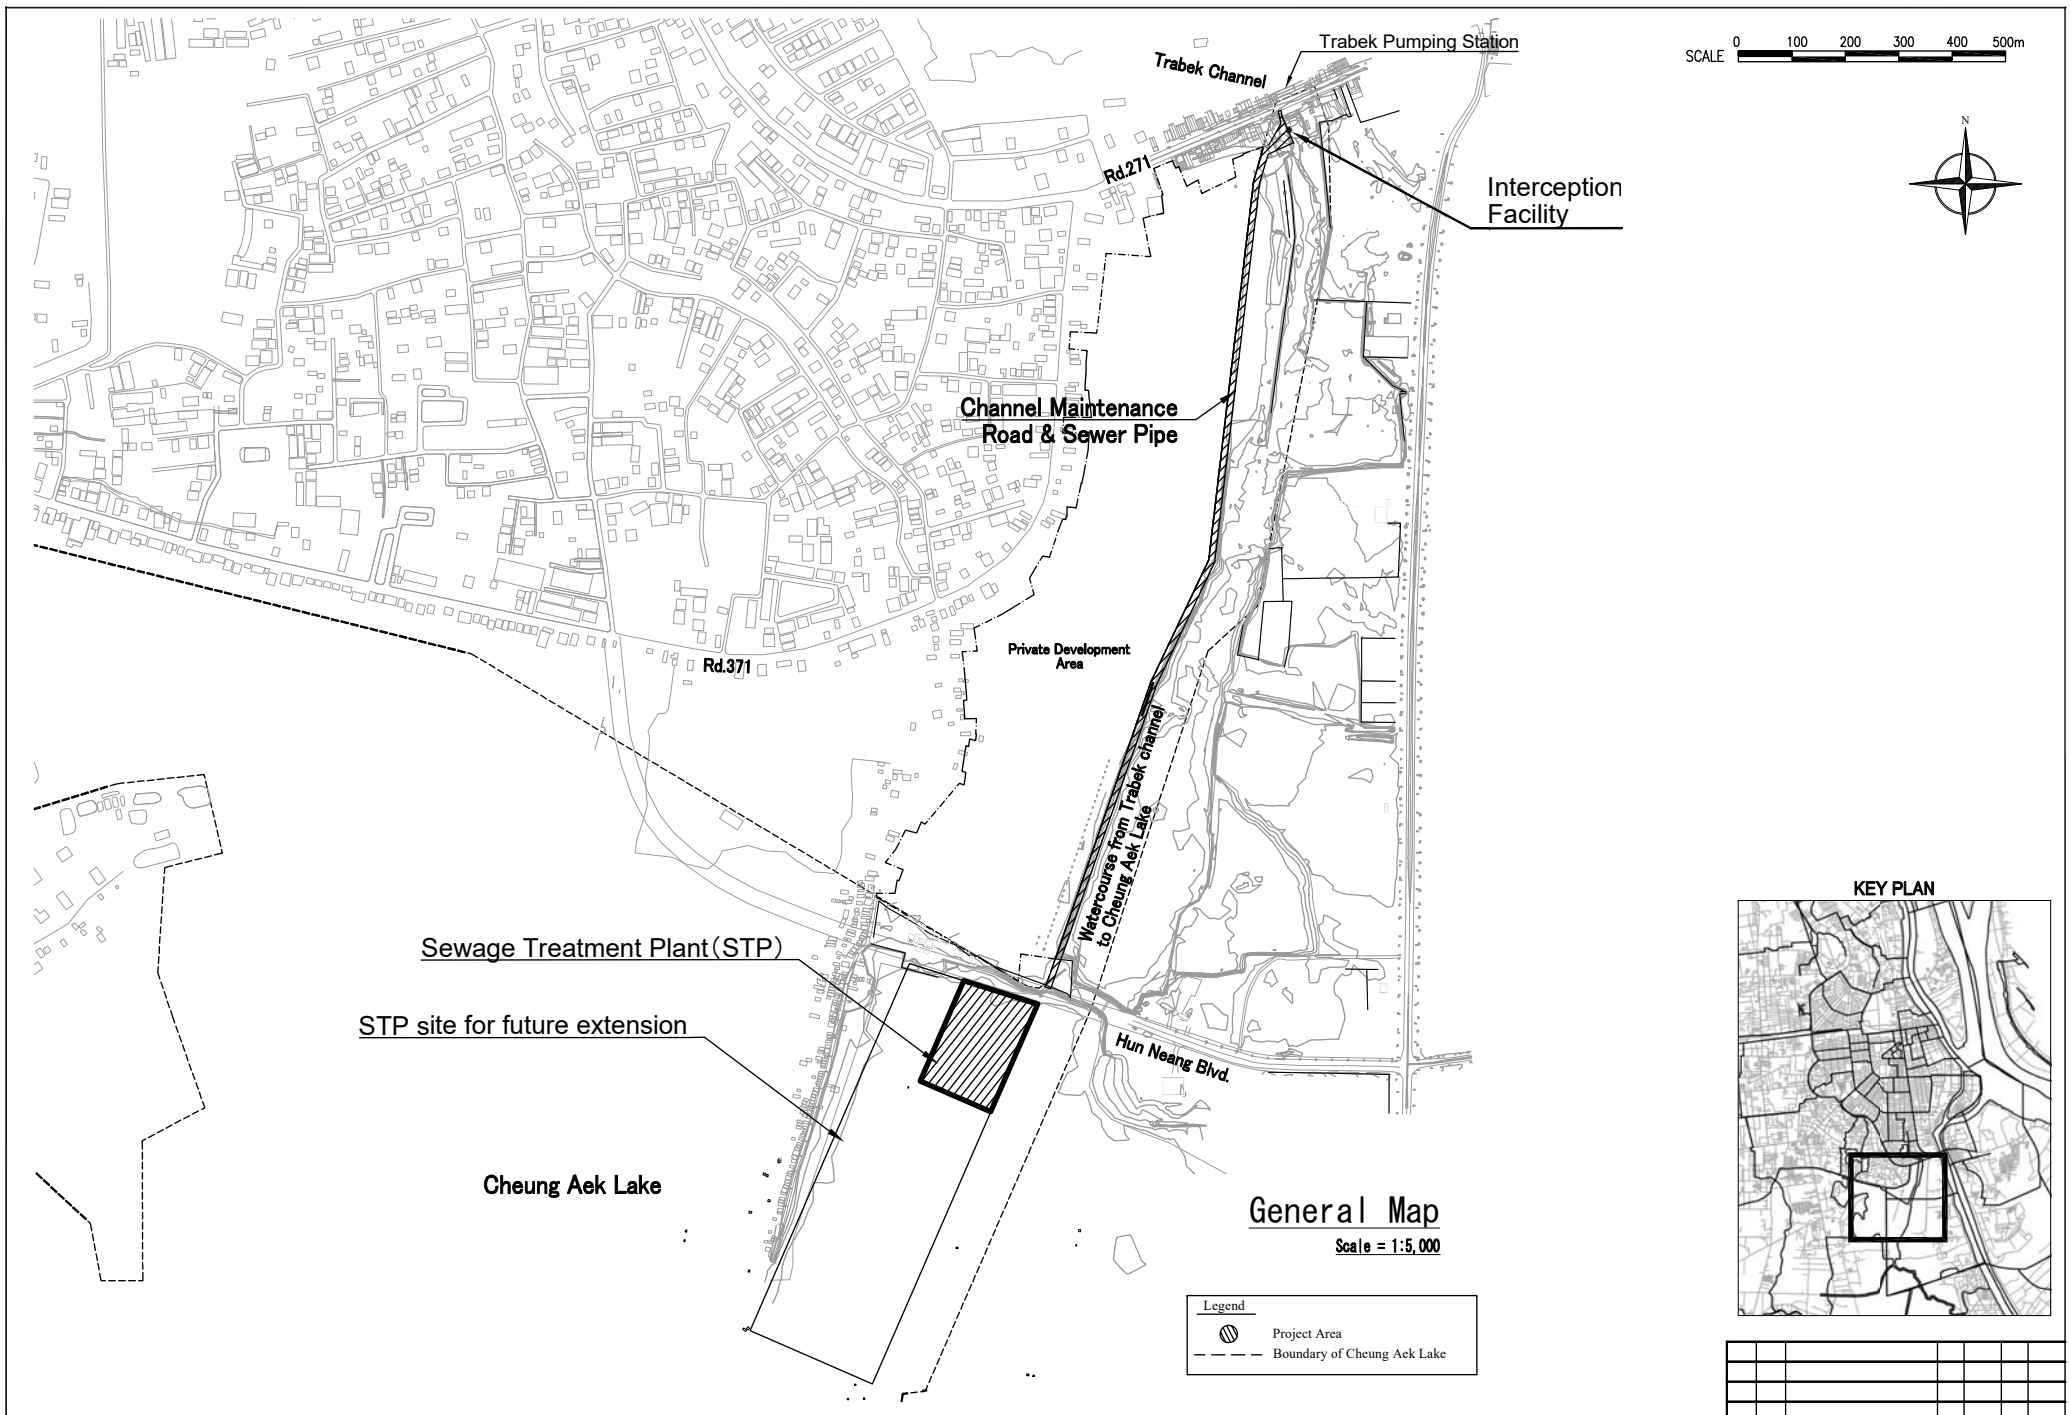 Trabek Pumping Station
Trabek Channel
SCALE
0 100 200 300 400 500m
N
Rd.271
Interception
Facility
Channel Maintenance
Road & Sewer Pipe
Private Development
Area
Rd.371
Watercourse from Trabek channel
to Cheung Aek Lake
KEY PLAN
Sewage Treatment Plant(STP)
STP site for future extension
Hun Neang Blvd.
Cheung Aek Lake
General Map
Scale = 1:5,000
Legend
Project Area
Boundary of Cheung Aek Lake